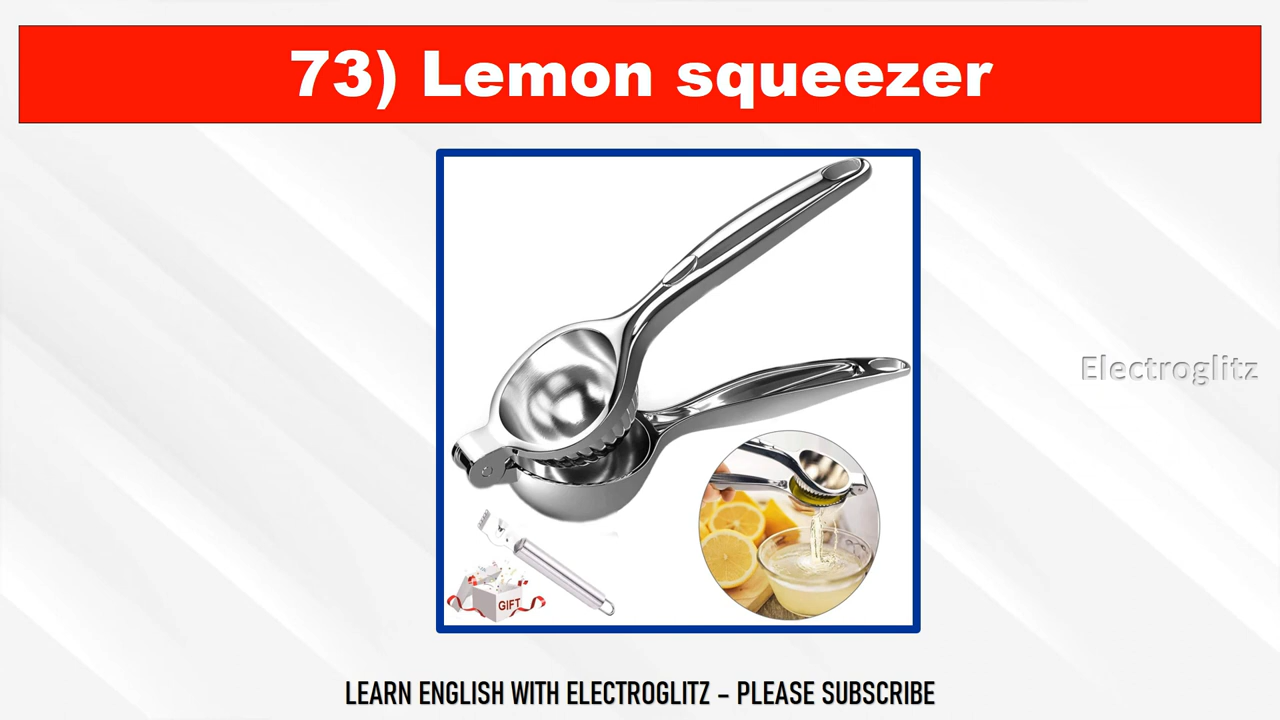 73) Lemon squeezer
Electroglitz
GIFT
LEARN ENGLISH WITH ELECTROGLITZ – PLEASE SUBSCRIBE